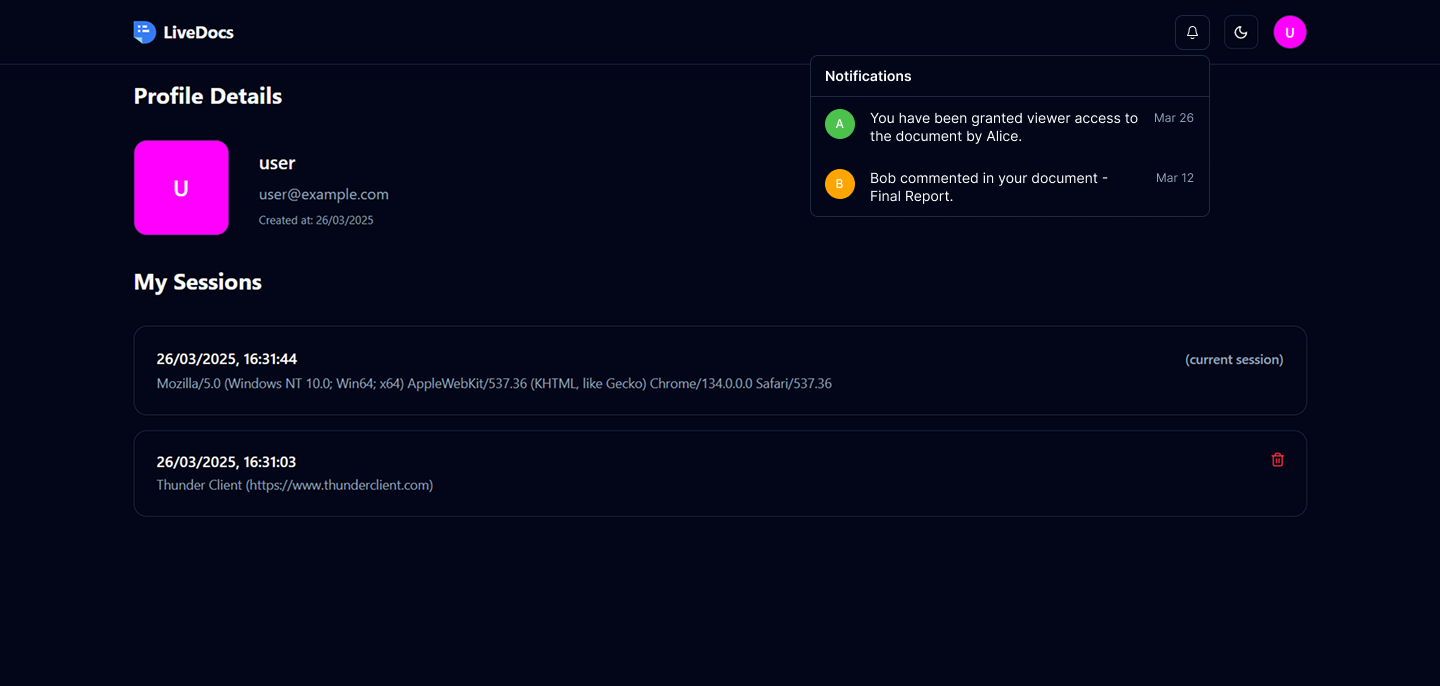 LiveDocs
U
Notifications
A
You have been granted viewer access to
the document by Alice.
Mar 26
B
Bob commented in your document -
Final Report.
Mar 12
Profile Details
U
user
user@example.com
Created at: 26/03/2025
My Sessions
26/03/2025, 16:31:44
(current session)
Mozilla/5.0 (Windows NT 10.0; Win64; x64) AppleWebKit/537.36 (KHTML, like Gecko) Chrome/134.0.0.0 Safari/537.36
26/03/2025, 16:31:03
Thunder Client (https://www.thunderclient.com)